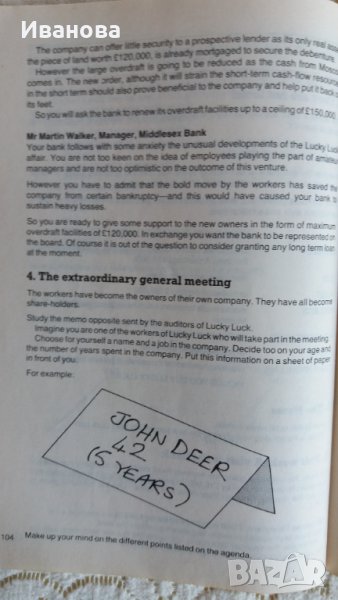 Иванова
The company can offer little security to a prospective lender as its only real asset,
the piece of land worth £120,000, is already mortgaged to secure the debenture.
However the large overdraft is going to be reduced as the cash from Moscow
comes in. The new order, although it will strain the short-term cash-flow resources
in the short term should also prove beneficial to the company and help put it back on
its feet.
So you will ask the bank to renew its overdraft facilities up to a ceiling of £150,000.
Mr Martin Walker, Manager, Middlesex Bank
Your bank follows with some anxiety the unusual developments of the Lucky Luck
affair. You are not too keen on the idea of employees playing the part of amateur
managers and are not too optimistic on the outcome of this venture.
However you have to admit that the bold move by the workers has saved the
company from certain bankruptcy—and this would have caused your bank to
sustain heavy losses.
So you are ready to give some support to the new owners in the form of maximum
overdraft facilities of £120,000. In exchange you want the bank to be represented on
the board. Of course it is out of the question to consider granting any long term loan
at the moment.
4. The extraordinary general meeting
The workers have become the owners of their own company. They have all become
share-holders.
Study the memo opposite sent by the auditors of Lucky Luck.
Imagine you are one of the workers of Lucky Luck who will take part in the meeting.
Choose for yourself a name and a job in the company. Decide too on your age and
the number of years spent in the company. Put this information on a sheet of paper
in front of you.
For example:
JOHN DEER
42
(5 YEARS)
104
Make up your mind on the different points listed on the agenda.
BAZAR